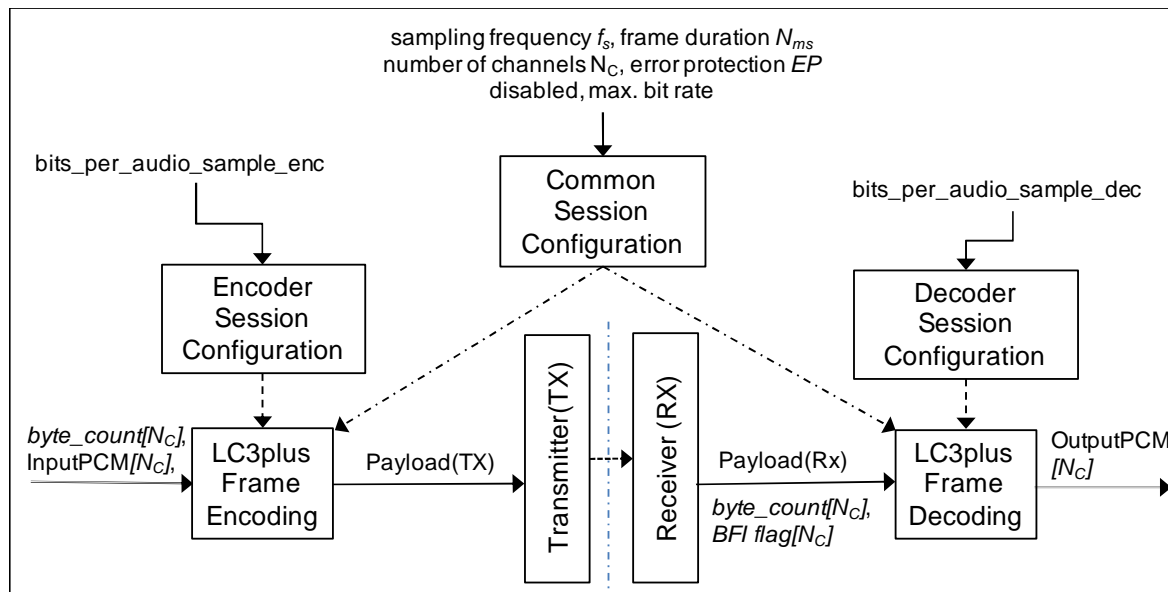 sampling frequency fs, frame duration Nms
number of channels NC, error protection EP
disabled, max. bit rate
bits_per_audio_sample_enc
Common
Session
Configuration
bits_per_audio_sample_dec
Encoder
Session
Configuration
Decoder
Session
Configuration
byte_count[NC],
InputPCM[NC],
LC3plus
Frame
Encoding
Payload(TX)
Transmitter(TX)
Receiver (RX)
Payload(Rx)
byte_count[NC],
BFI flag[NC]
LC3plus
Frame
Decoding
OutputPCM
[NC]